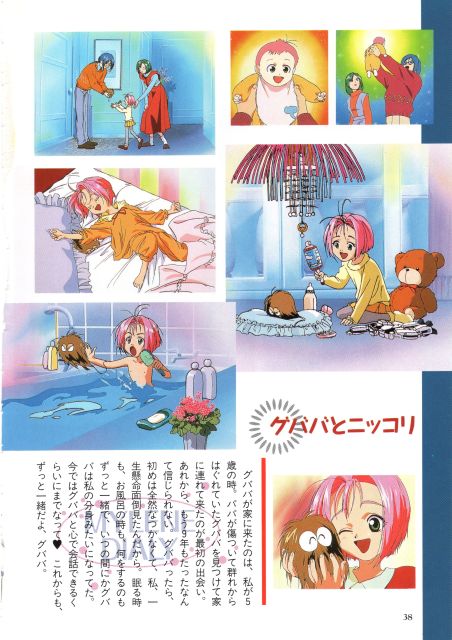 グババとニッコリ
グババが家に来たのは、私が5
歳の時。パパが傷ついて群れから
はぐれていたグババを見つけて家
に連れて来たのが最初の出会い。
あれから、もう9年もたったなん
て信じられない。グババったら、
初めは全然なつかなくて、私、一
生懸命面倒見たんだから。眠る時
も、お風呂の時も、何をするのも
ずっと一緒で、いつの間にかグバ
バは私の分身みたいになってた。
今ではグババと心で会話できるく
らいにまでなって♥ これからも、
ずっと一緒だよ、グババ。
38